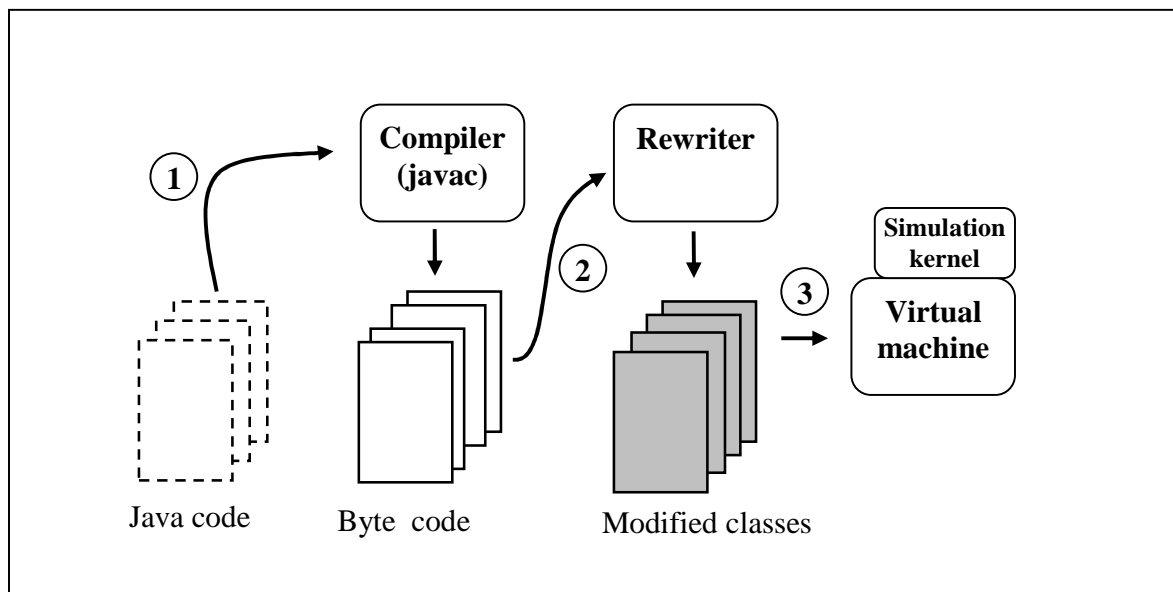 Compiler
(javac)
Rewriter
1
2
Simulation
kernel
3
Virtual
machine
Java code
Byte code
Modified classes